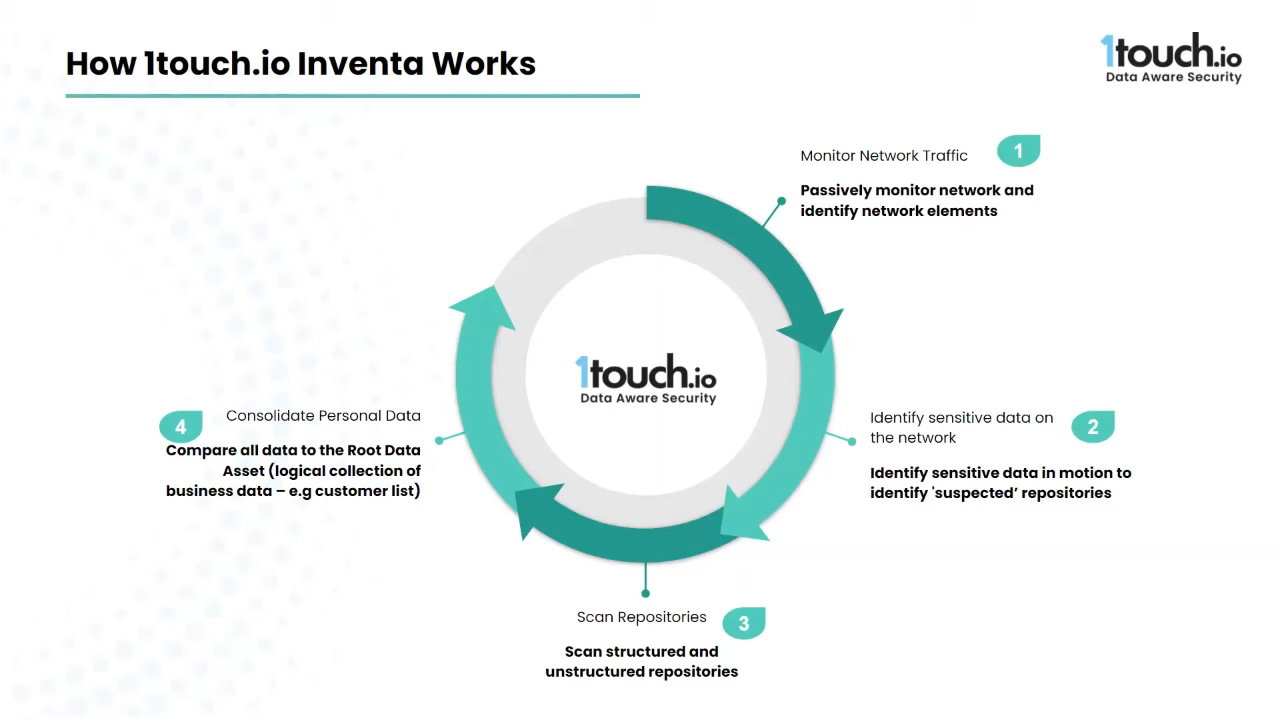 How 1touch.io Inventa Works
1touch.io
Data Aware Security
Monitor Network Traffic
1
Passively monitor network and
identify network elements
Identify sensitive data on
the network
2
Identify sensitive data in motion to
identify 'suspected’ repositories
Scan Repositories
3
Scan structured and
unstructured repositories
4
Consolidate Personal Data
Compare all data to the Root Data
Asset (logical collection of
business data – e.g customer list)
1touch.io
Data Aware Security